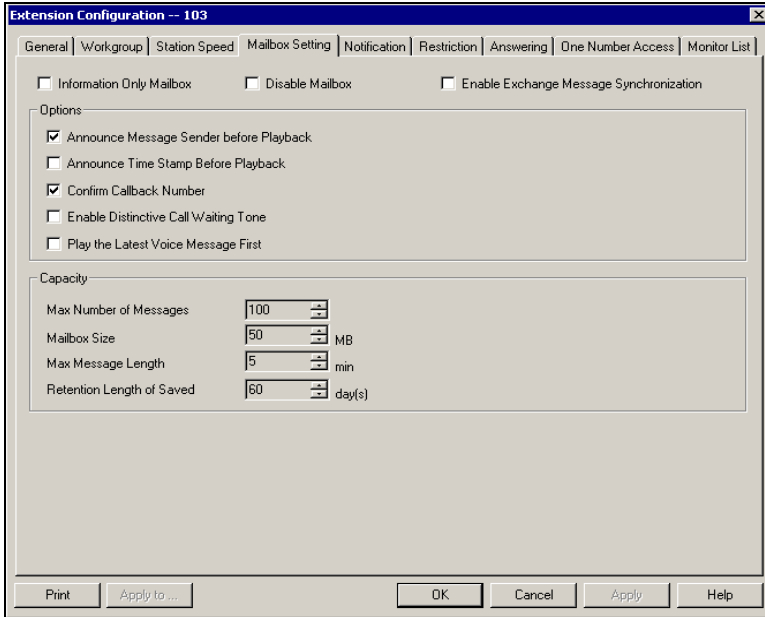 Extension Configuration -- 103
General Workgroup Station Speed Mailbox Setting Notification Restriction Answering One Number Access Monitor List
Information Only Mailbox Disable Mailbox Enable Exchange Message Synchronization
Options
Announce Message Sender before Playback
Announce Time Stamp Before Playback
Confirm Callback Number
Enable Distinctive Call Waiting Tone
Play the Latest Voice Message First
Capacity
Max Number of Messages 100
Mailbox Size 50 MB
Max Message Length 5 min
Retention Length of Saved 60 day(s)
Print Apply to ... OK Cancel Apply Help